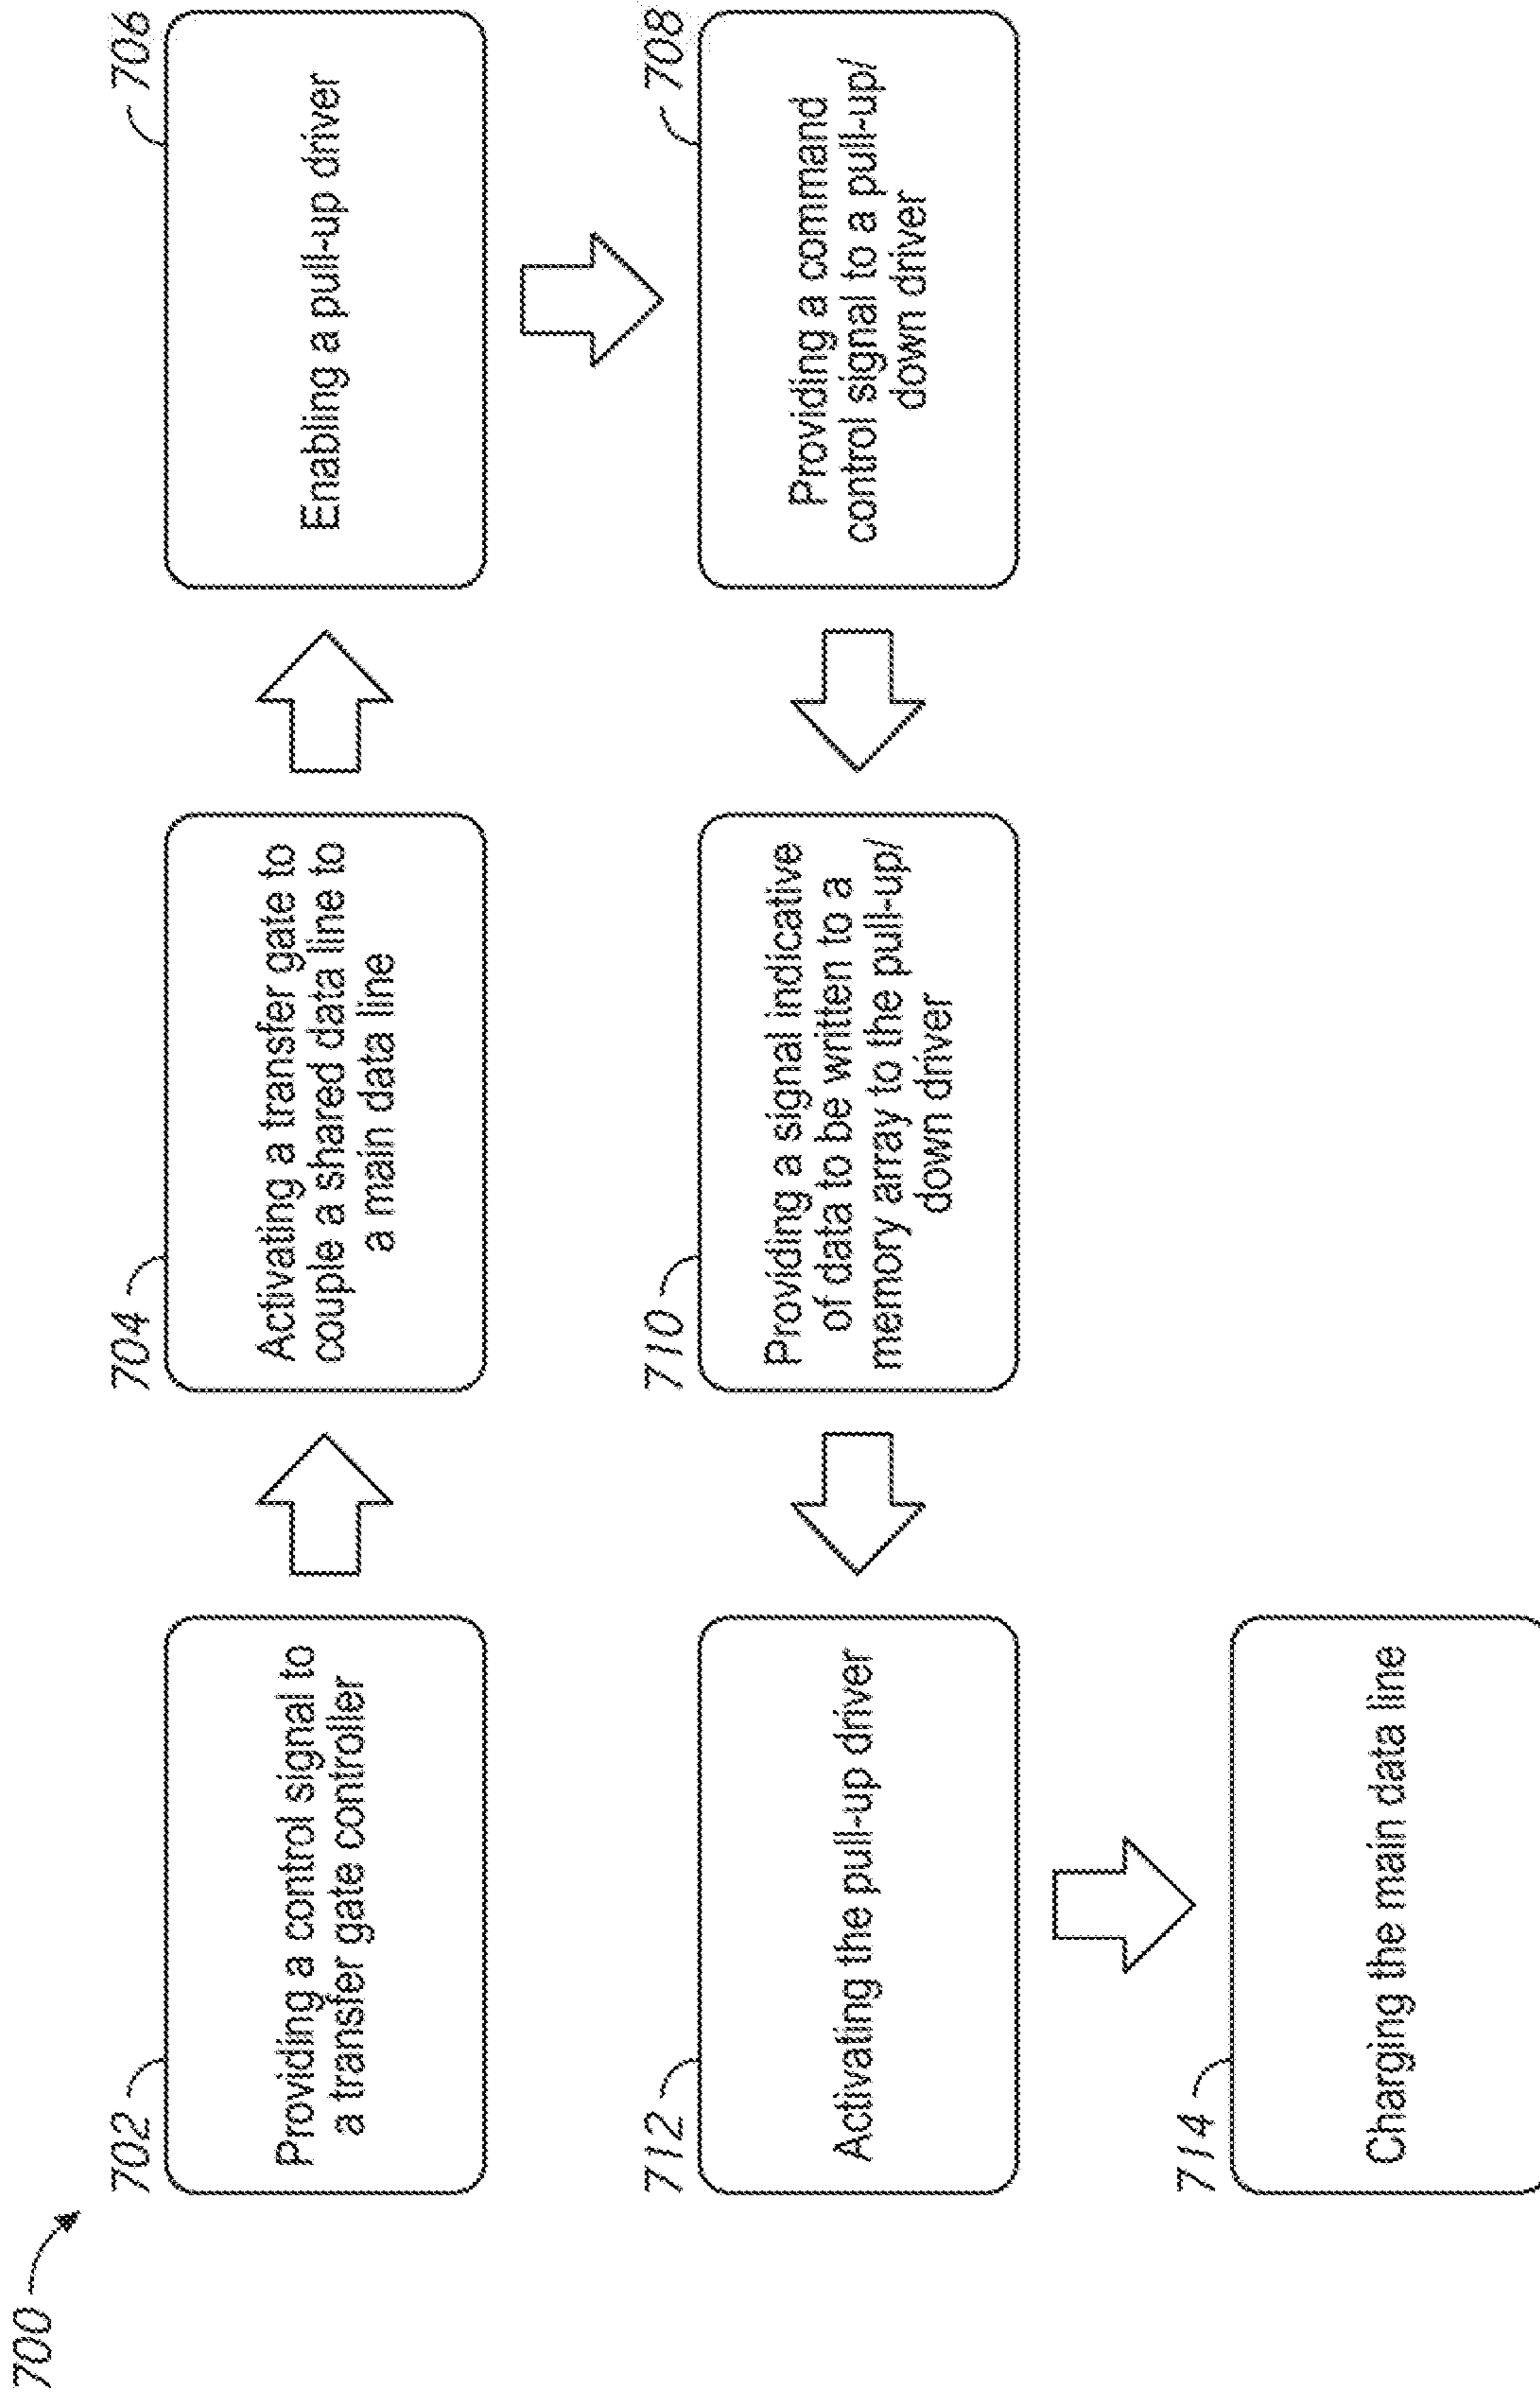 700
702
Providing a control signal to
a transfer gate controller
704
Activating a transfer gate to
couple a shared data line to
a main data line
706
Enabling a pull-up driver
708
Providing a command
control signal to a pull-up/
down driver
710
Providing a signal indicative
of data to be written to a
memory array to the pull-up/
down driver
712
Activating the pull-up driver
714
Charging the main data line